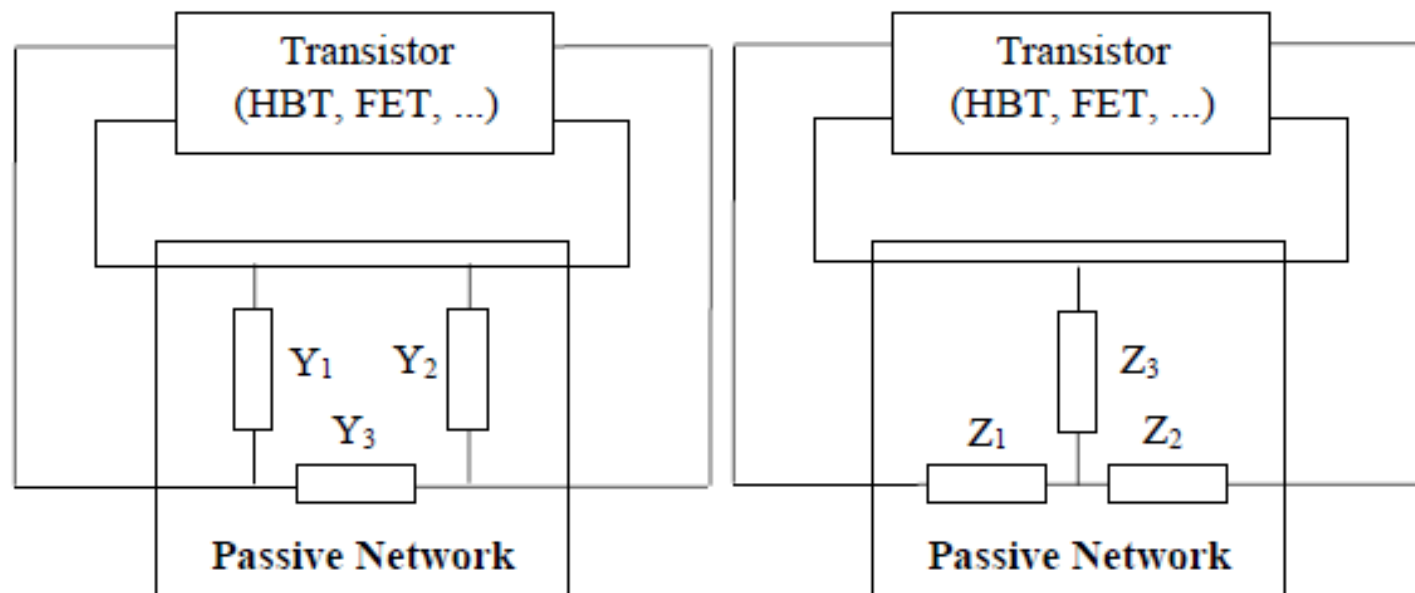 Transistor
(HBT, FET, ...)
Y₁
Y₂
Y₃
Passive Network
Transistor
(HBT, FET, ...)
Z₃
Z₁
Z₂
Passive Network